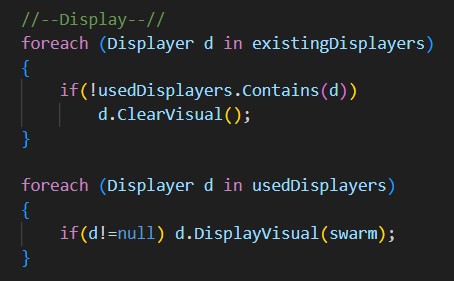 //--Display--//
foreach (Displayer d in existingDisplayers)
{
if(!usedDisplayers.Contains(d))
d.ClearVisual();
}
foreach (Displayer d in usedDisplayers)
{
if(d!=null) d.DisplayVisual(swarm);
}